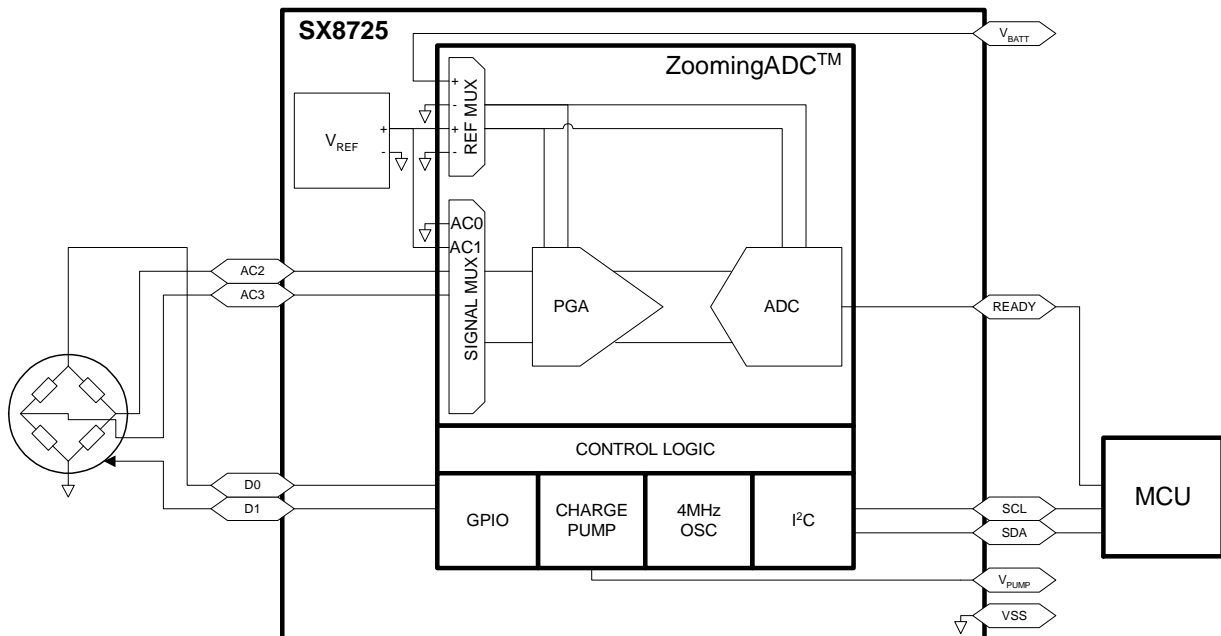 SX8725
V_BATT
ZoomingADC™
+
-
+
-
REF MUX
V_REF
+
-
AC0
AC1
SIGNAL MUX
AC2
AC3
PGA
ADC
READY
CONTROL LOGIC
D0
D1
GPIO
CHARGE
PUMP
4MHz
OSC
I²C
SCL
SDA
MCU
V_PUMP
VSS